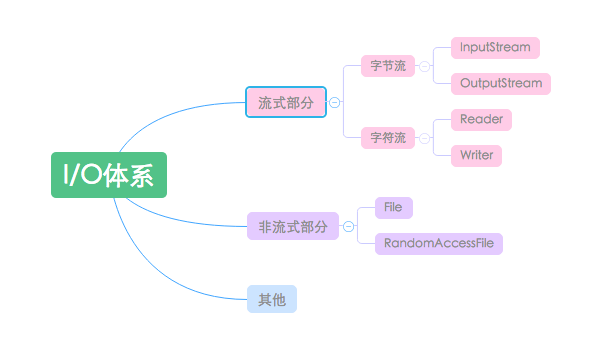 I/O体系
流式部分
字节流
InputStream
OutputStream
字符流
Reader
Writer
非流式部分
File
RandomAccessFile
其他